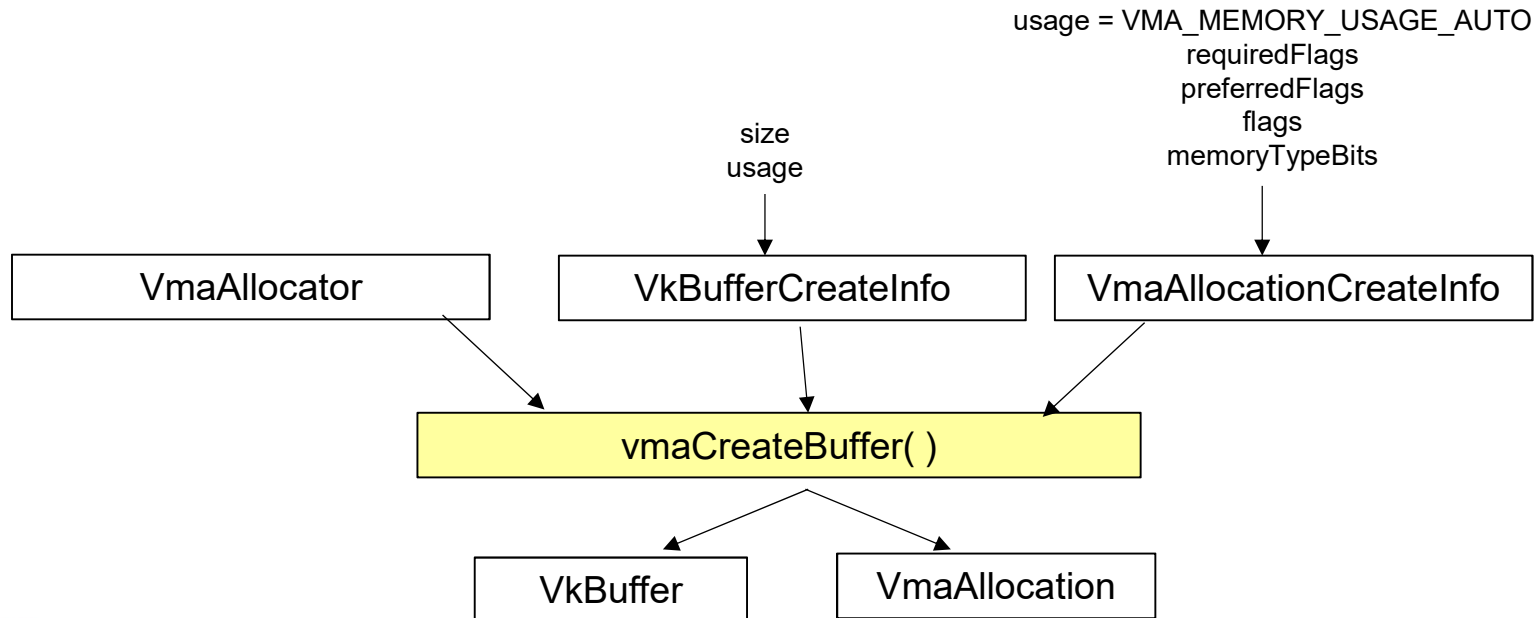 usage = VMA_MEMORY_USAGE_AUTO
requiredFlags
preferredFlags
flags
memoryTypeBits
size
usage
VmaAllocator
VkBufferCreateInfo
VmaAllocationCreateInfo
vmaCreateBuffer( )
VkBuffer
VmaAllocation